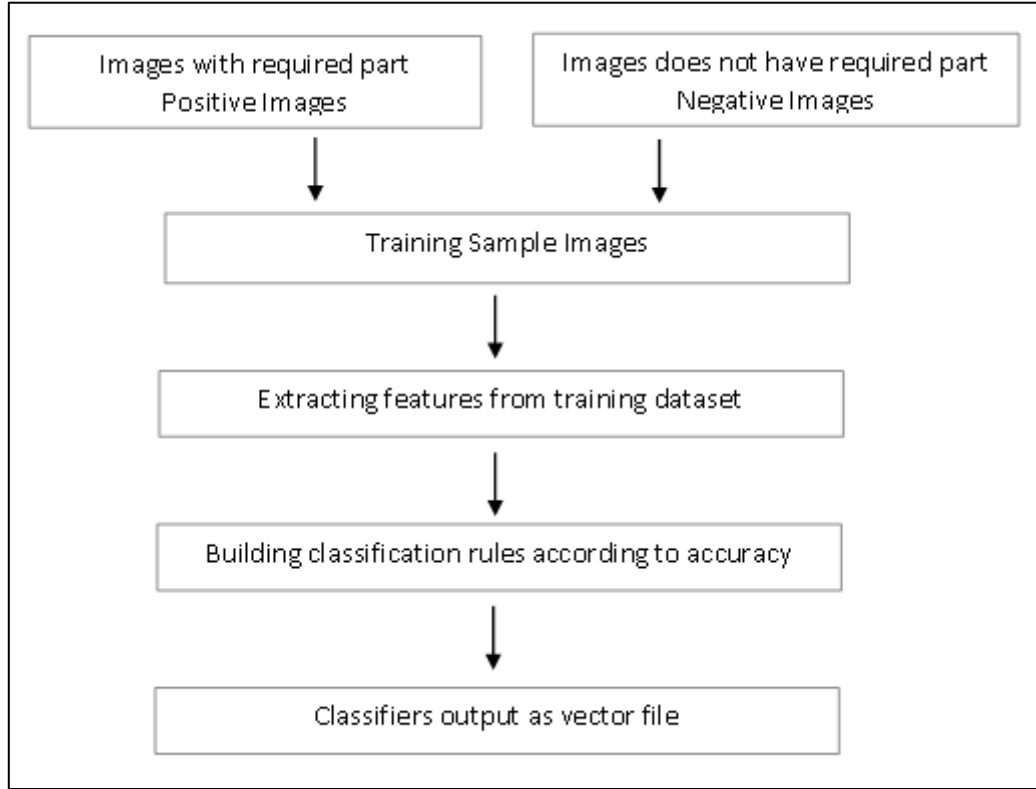 Images with required part
Positive Images
Images does not have required part
Negative Images
Training Sample Images
Extracting features from training dataset
Building classification rules according to accuracy
Classifiers output as vector file